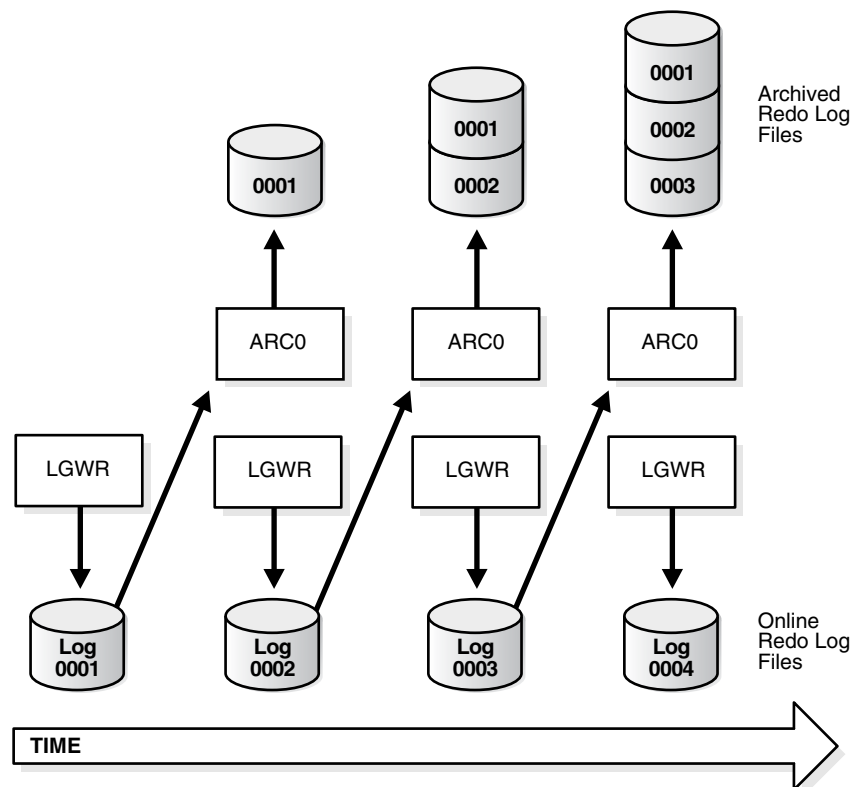 0001
Archived
Redo Log
Files
0001
0002
0001
0002
0003
ARC0
ARC0
ARC0
LGWR
LGWR
LGWR
LGWR
Log
0001
Log
0002
Log
0003
Log
0004
Online
Redo Log
Files
TIME